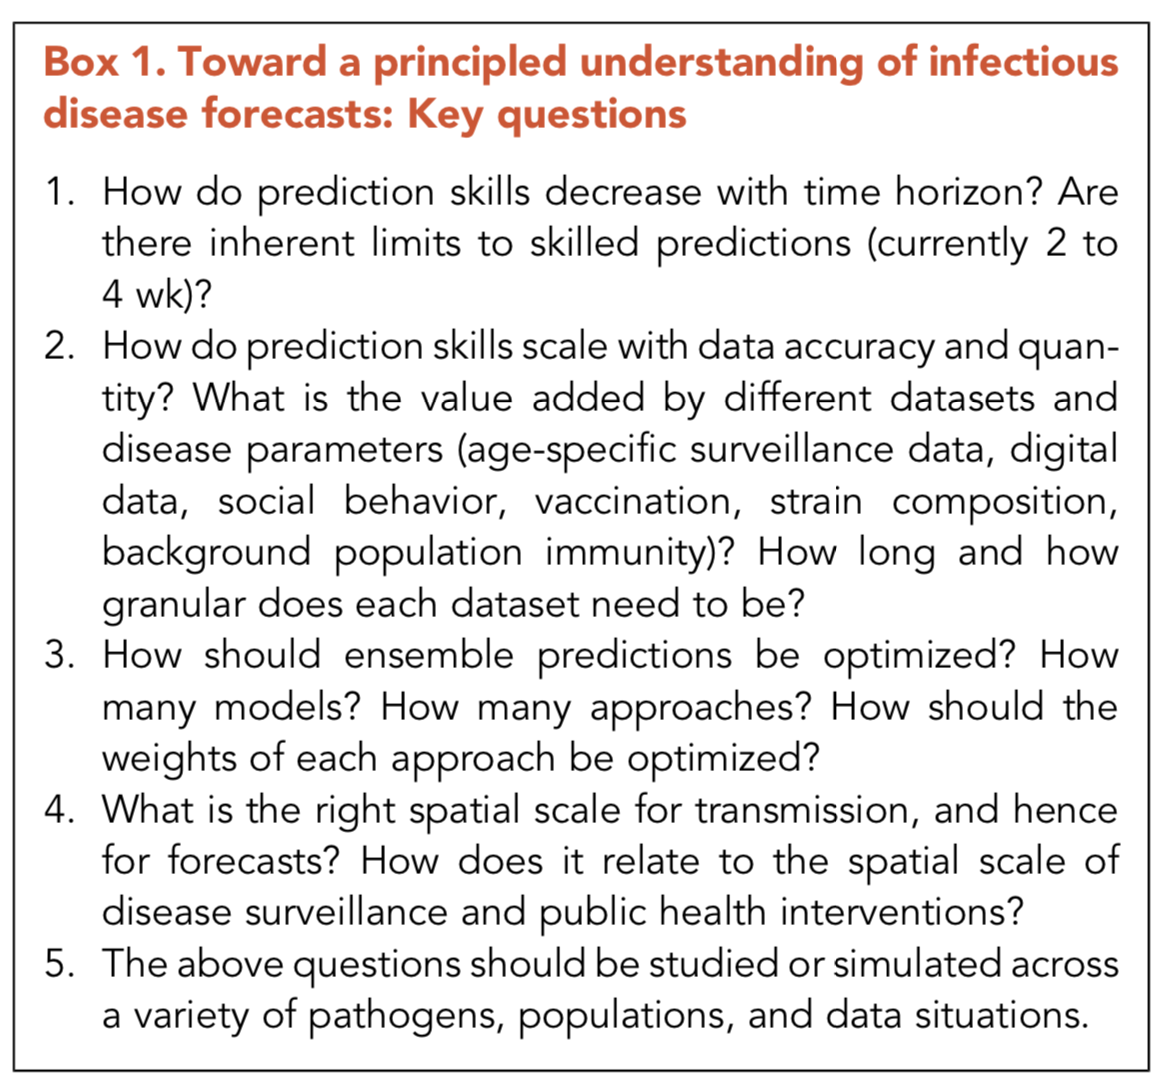 Box 1. Toward a principled understanding of infectious
disease forecasts: Key questions
1. How do prediction skills decrease with time horizon? Are
there inherent limits to skilled predictions (currently 2 to
4 wk)?
2. How do prediction skills scale with data accuracy and quan-
tity? What is the value added by different datasets and
disease parameters (age-specific surveillance data, digital
data, social behavior, vaccination, strain composition,
background population immunity)? How long and how
granular does each dataset need to be?
3. How should ensemble predictions be optimized? How
many models? How many approaches? How should the
weights of each approach be optimized?
4. What is the right spatial scale for transmission, and hence
for forecasts? How does it relate to the spatial scale of
disease surveillance and public health interventions?
5. The above questions should be studied or simulated across
a variety of pathogens, populations, and data situations.